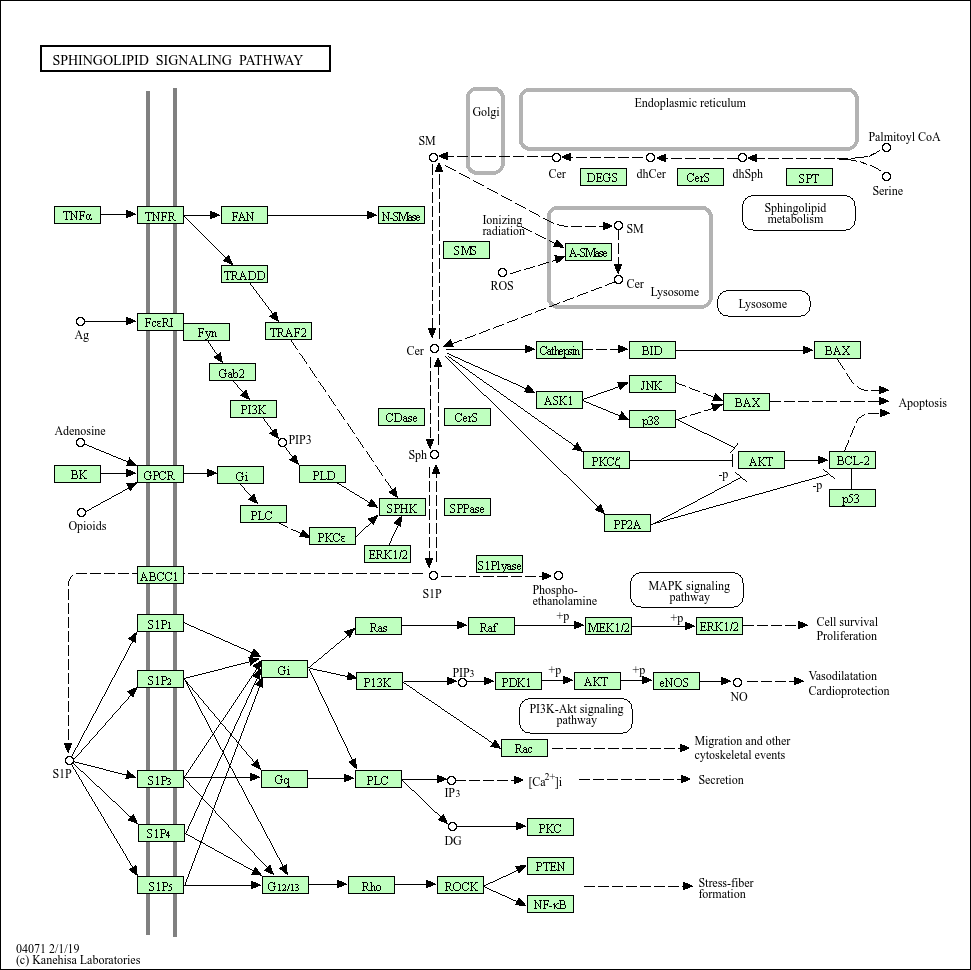 SPHINGOLIPID SIGNALING PATHWAY
Golgi
Endoplasmic reticulum
SM
Palmitoyl CoA
Cer
dhCer
dhSph
DEGS
CerS
SPT
Serine
Sphingolipid
metabolism
TNFα
TNFR
FAN
N-SMase
Ionizing
radiation
SM
SMS
A-SMase
TRADD
ROS
Cer
Lysosome
Lysosome
Ag
FcεRI
Fyn
TRAF2
Cer
Cathepsin
BID
BAX
Gab2
JNK
ASK1
BAX
Apoptosis
PI3K
CDase
CerS
p38
Adenosine
PIP3
Sph
BK
GPCR
Gi
PLD
PKCζ
AKT
BCL-2
-p
-p
p53
Opioids
PLC
SPHK
SPPase
PP2A
PKCε
ERK1/2
ABCC1
S1P
S1Plyase
Phospho-
ethanolamine
MAPK signaling
pathway
S1P1
Ras
Raf
+p
MEK1/2
+p
ERK1/2
Cell survival
Proliferation
Gi
S1P2
P13K
PIP3
PDK1
+p
AKT
+p
eNOS
NO
Vasodilatation
Cardioprotection
PI3K-Akt signaling
pathway
Rac
Migration and other
cytoskeletal events
S1P
S1P3
Gq
PLC
IP3
[Ca2+]i
Secretion
S1P4
DG
PKC
PTEN
S1P5
G12/13
Rho
ROCK
Stress-fiber
formation
NF-κB
04071 2/1/19
(c) Kanehisa Laboratories